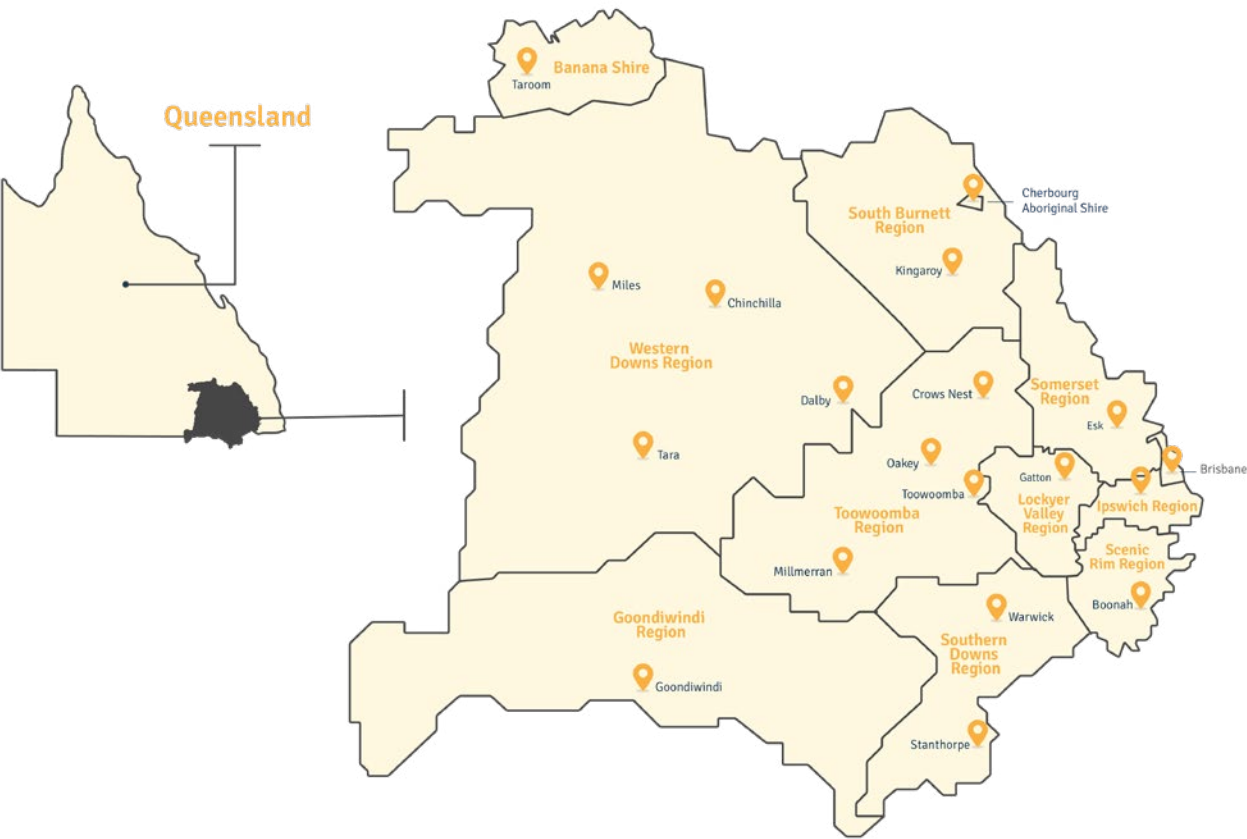 Queensland
Banana Shire
Taroom
Cherbourg
Aboriginal Shire
South Burnett
Region
Kingaroy
Miles
Chinchilla
Western
Downs Region
Dalby
Tara
Crows Nest
Somerset
Region
Esk
Oakey
Toowoomba
Gatton
Brisbane
Lockyer
Valley
Region
Ipswich Region
Toowoomba
Region
Millmerran
Scenic
Rim Region
Boonah
Goondiwindi
Region
Goondiwindi
Warwick
Southern
Downs
Region
Stanthorpe